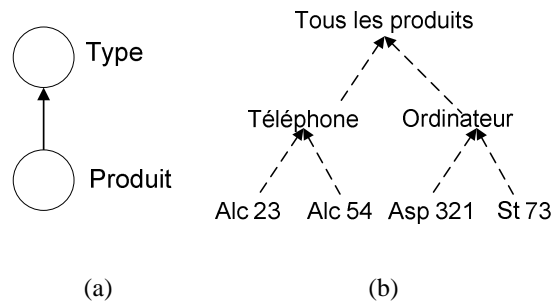 Type
Produit
(a)
Tous les produits
Téléphone Ordinateur
Alc 23 Alc 54 Asp 321 St 73
(b)